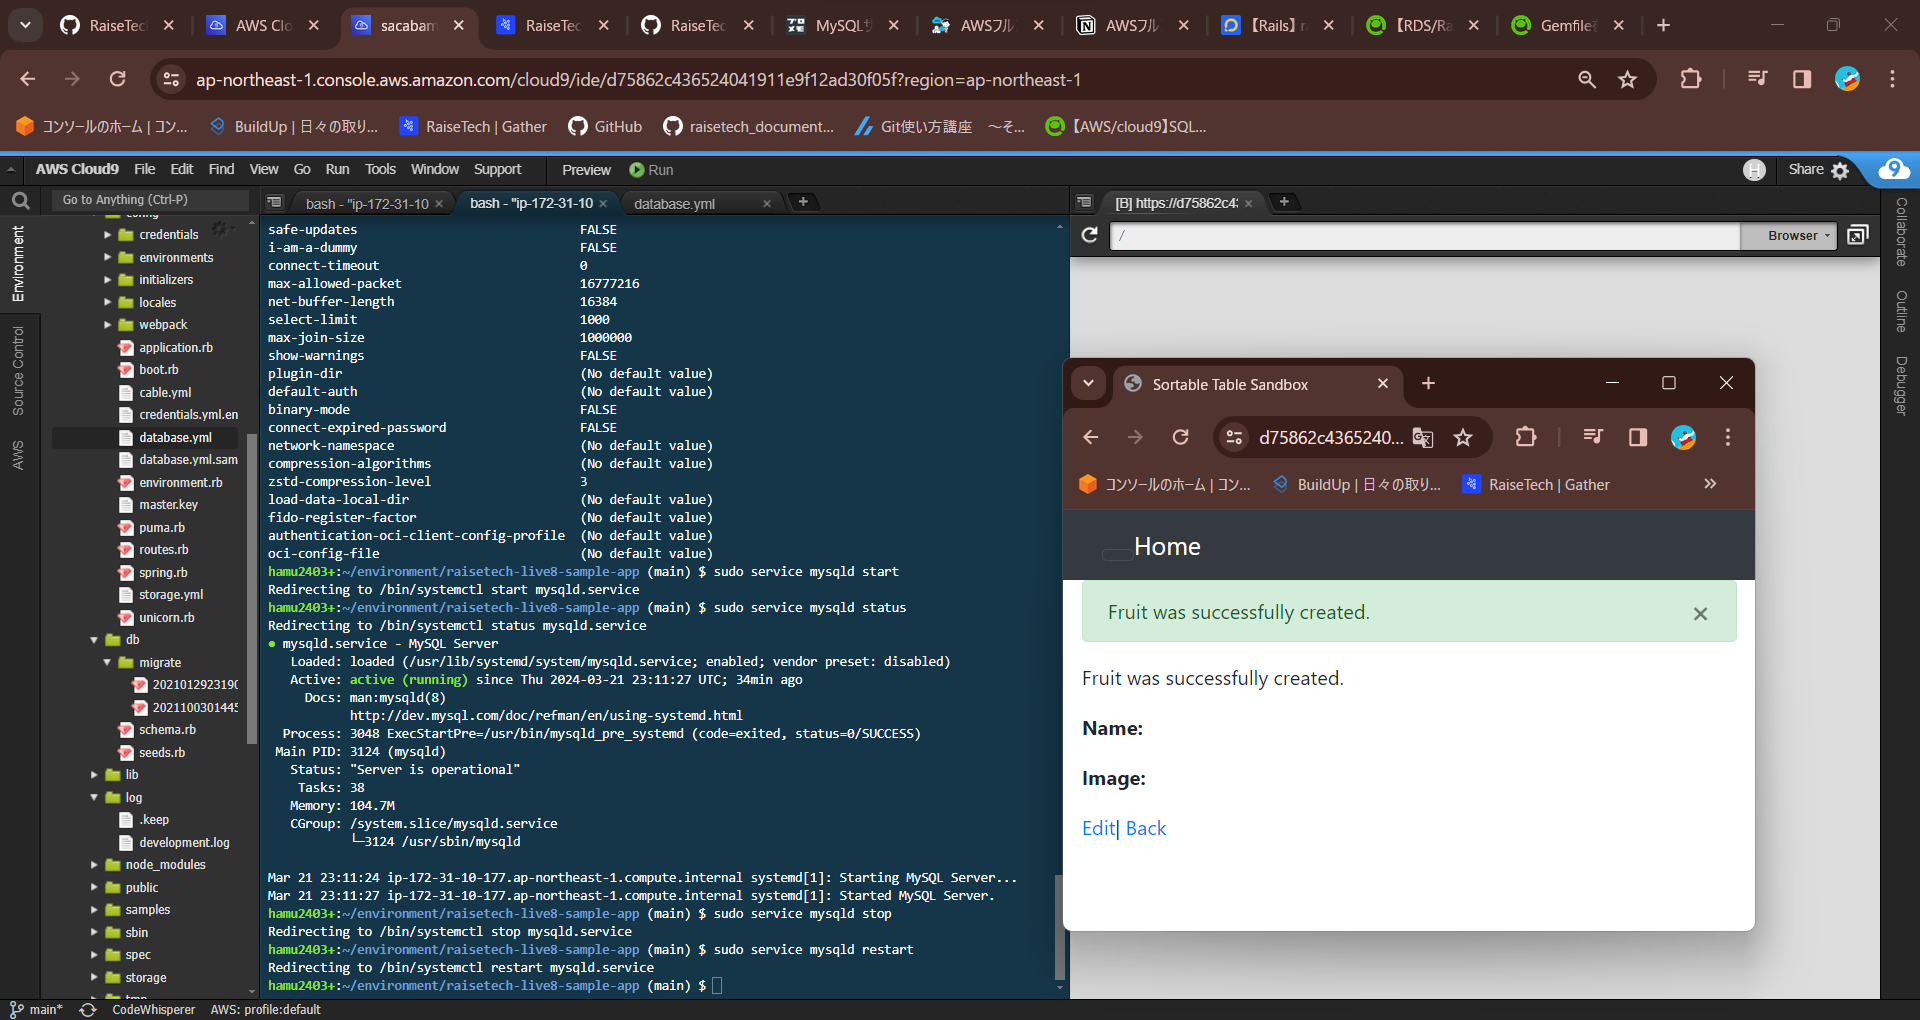 RaiseTec
AWS Clo
sacabam
RaiseTec
RaiseTec
MySQLサ
AWSフル
AWSフル
【Rails】r
【RDS/Ra
Gemfileを
ap-northeast-1.console.aws.amazon.com/cloud9/ide/d75862c436524041911e9f12ad30f05f?region=ap-northeast-1
コンソールのホーム | コン...
BuildUp | 日々の取り...
RaiseTech | Gather
GitHub
raisetech_document...
Git使い方講座 ～そ...
【AWS/cloud9】SQL...
AWS Cloud9 File Edit Find View Go Run Tools Window Support Preview Run
H
Share
9
Go to Anything (Ctrl-P)
bash - "ip-172-31-10
bash - "ip-172-31-10
database.yml
[B] https://d75862c4
/
Browser
Environment
Source Control
AWS
Collaborate
Outline
Debugger
config
credentials
environments
initializers
locales
webpack
application.rb
boot.rb
cable.yml
credentials.yml.en
database.yml
database.yml.sam
environment.rb
master.key
puma.rb
routes.rb
spring.rb
storage.yml
unicorn.rb
db
migrate
2021012923190
2021100301445
schema.rb
seeds.rb
lib
log
.keep
development.log
node_modules
public
samples
sbin
spec
storage
tmp
safe-updates FALSE
i-am-a-dummy FALSE
connect-timeout 0
max-allowed-packet 16777216
net-buffer-length 16384
select-limit 1000
max-join-size 1000000
show-warnings FALSE
plugin-dir (No default value)
default-auth (No default value)
binary-mode FALSE
connect-expired-password FALSE
network-namespace (No default value)
compression-algorithms (No default value)
zstd-compression-level 3
load-data-local-dir (No default value)
fido-register-factor (No default value)
authentication-oci-client-config-profile (No default value)
oci-config-file (No default value)
hamu2403+:~/environment/raisetech-live8-sample-app (main) $ sudo service mysqld start
Redirecting to /bin/systemctl start mysqld.service
hamu2403+:~/environment/raisetech-live8-sample-app (main) $ sudo service mysqld status
Redirecting to /bin/systemctl status mysqld.service
● mysqld.service - MySQL Server
Loaded: loaded (/usr/lib/systemd/system/mysqld.service; enabled; vendor preset: disabled)
Active: active (running) since Thu 2024-03-21 23:11:27 UTC; 34min ago
Docs: man:mysqld(8)
http://dev.mysql.com/doc/refman/en/using-systemd.html
Process: 3048 ExecStartPre=/usr/bin/mysqld_pre_systemd (code=exited, status=0/SUCCESS)
Main PID: 3124 (mysqld)
Status: "Server is operational"
Tasks: 38
Memory: 104.7M
CGroup: /system.slice/mysqld.service
└─3124 /usr/sbin/mysqld
Mar 21 23:11:24 ip-172-31-10-177.ap-northeast-1.compute.internal systemd[1]: Starting MySQL Server...
Mar 21 23:11:27 ip-172-31-10-177.ap-northeast-1.compute.internal systemd[1]: Started MySQL Server.
hamu2403+:~/environment/raisetech-live8-sample-app (main) $ sudo service mysqld stop
Redirecting to /bin/systemctl stop mysqld.service
hamu2403+:~/environment/raisetech-live8-sample-app (main) $ sudo service mysqld restart
Redirecting to /bin/systemctl restart mysqld.service
hamu2403+:~/environment/raisetech-live8-sample-app (main) $
Sortable Table Sandbox
d75862c4365240...
コンソールのホーム | コン...
BuildUp | 日々の取り...
RaiseTech | Gather
»
Home
Fruit was successfully created.
Fruit was successfully created.
Name:
Image:
Edit| Back
main* CodeWhisperer AWS: profile:default